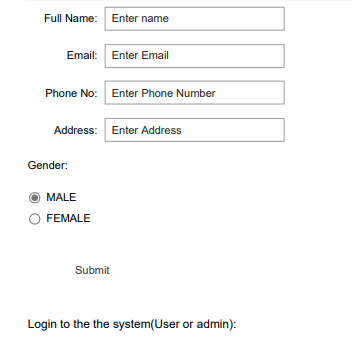 Full Name: Enter name
Email: Enter Email
Phone No: Enter Phone Number
Address: Enter Address
Gender:
MALE
FEMALE
Submit
Login to the the system(User or admin):